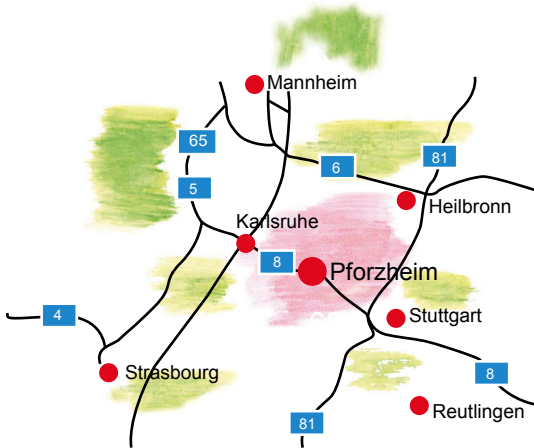 Mannheim
65
81
6
5
Heilbronn
Karlsruhe
8
Pforzheim
4
Stuttgart
Strasbourg
8
Reutlingen
81